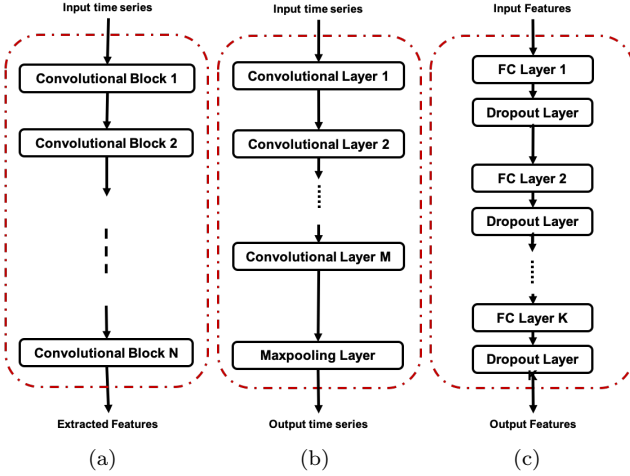 Input time series
Convolutional Block 1
Convolutional Block 2
Convolutional Block N
Extracted Features
(a)
Input time series
Convolutional Layer 1
Convolutional Layer 2
Convolutional Layer M
Maxpooling Layer
Output time series
(b)
Input Features
FC Layer 1
Dropout Layer
FC Layer 2
Dropout Layer
FC Layer K
Dropout Layer
K
Output Features
(c)